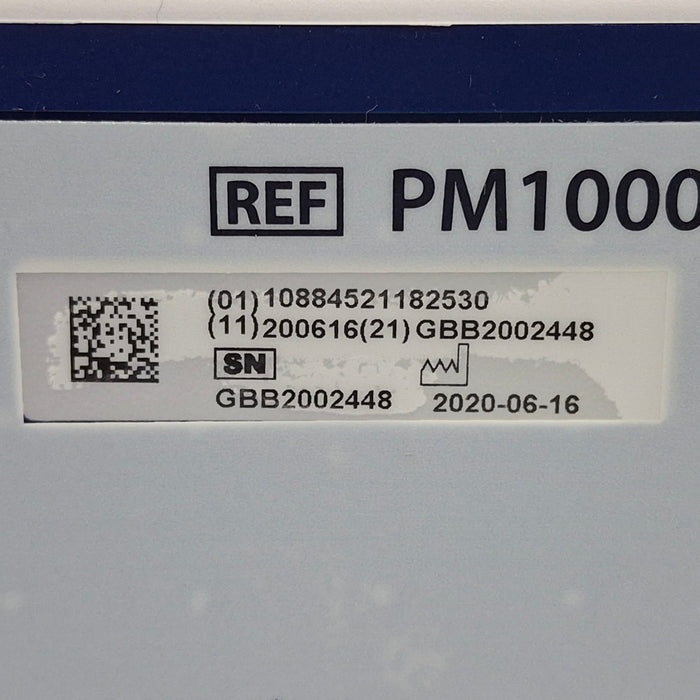 REF PM1000
(01)10884521182530
(11)200616(21)GBB2002448
SN
GBB2002448 2020-06-16